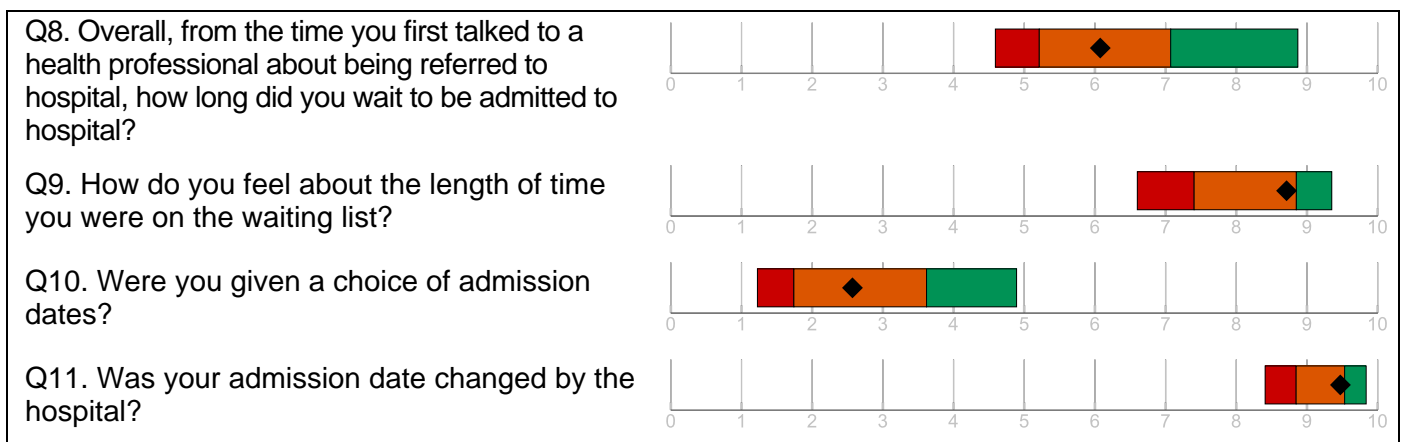 Q8. Overall, from the time you first talked to a
health professional about being referred to
hospital, how long did you wait to be admitted to
hospital?
0 1 2 3 4 5 6 7 8 9 10
Q9. How do you feel about the length of time
you were on the waiting list?
0 1 2 3 4 5 6 7 8 9 10
Q10. Were you given a choice of admission
dates?
0 1 2 3 4 5 6 7 8 9 10
Q11. Was your admission date changed by the
hospital?
0 1 2 3 4 5 6 7 8 9 10